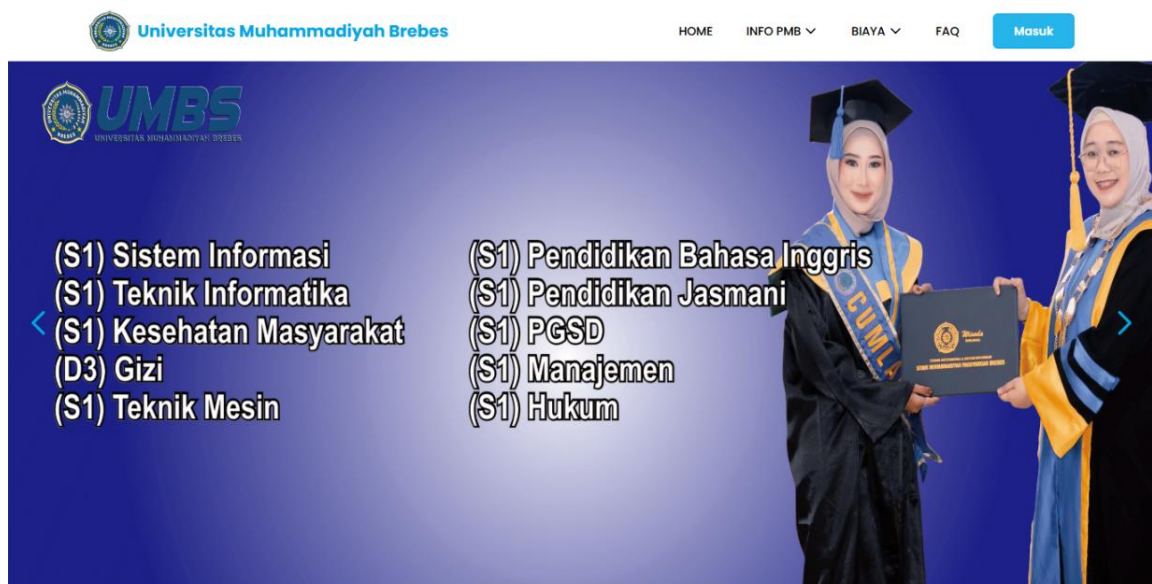 Universitas Muhammadiyah Brebes
HOME INFO PMB BIAYA FAQ Masuk
UMBS
UNIVERSITAS MUHAMMADIYAH BREBES
(S1) Sistem Informasi
(S1) Teknik Informatika
(S1) Kesehatan Masyarakat
(D3) Gizi
(S1) Teknik Mesin
(S1) Pendidikan Bahasa Inggris
(S1) Pendidikan Jasmani
(S1) PGSD
(S1) Manajemen
(S1) Hukum
CUMLA
Wisuda